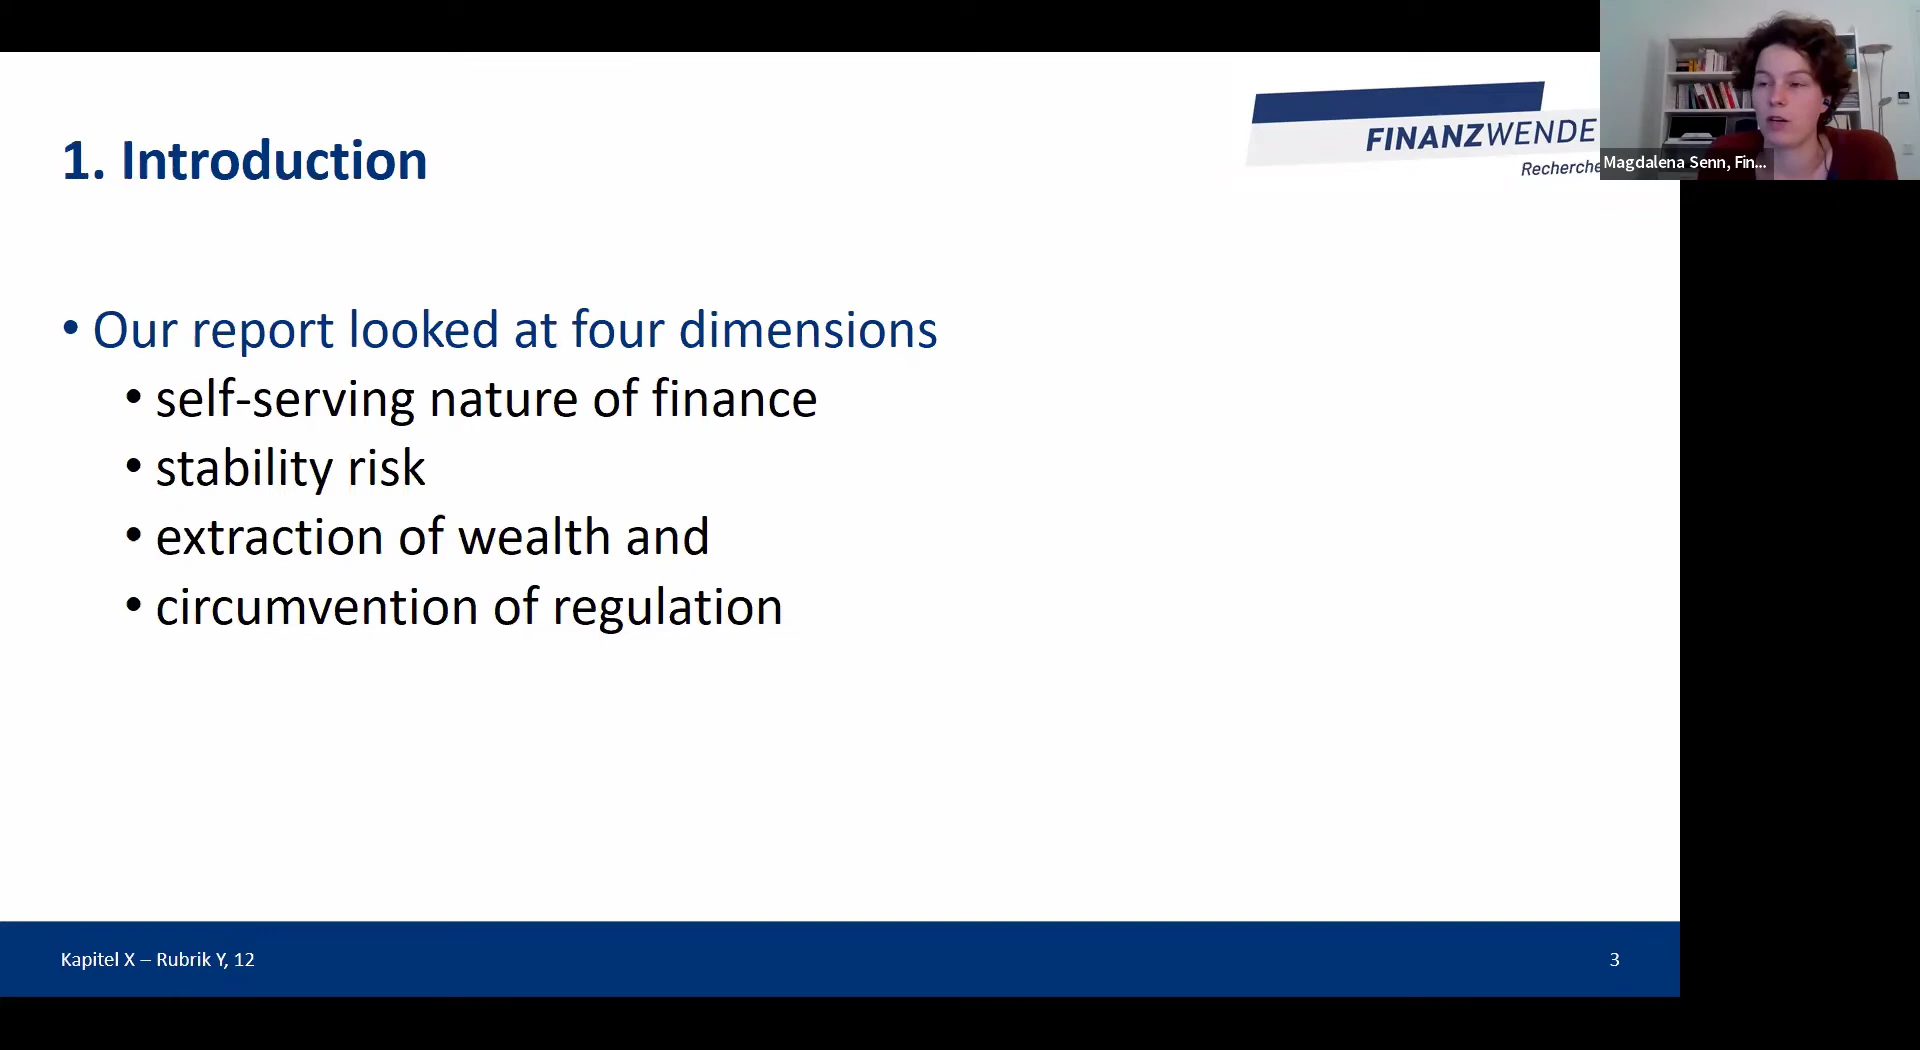 1. Introduction
FINANZWENDE
Recherche
Magdalena Senn, Fin...
• Our report looked at four dimensions
• self-serving nature of finance
• stability risk
• extraction of wealth and
• circumvention of regulation
Kapitel X – Rubrik Y, 12
3